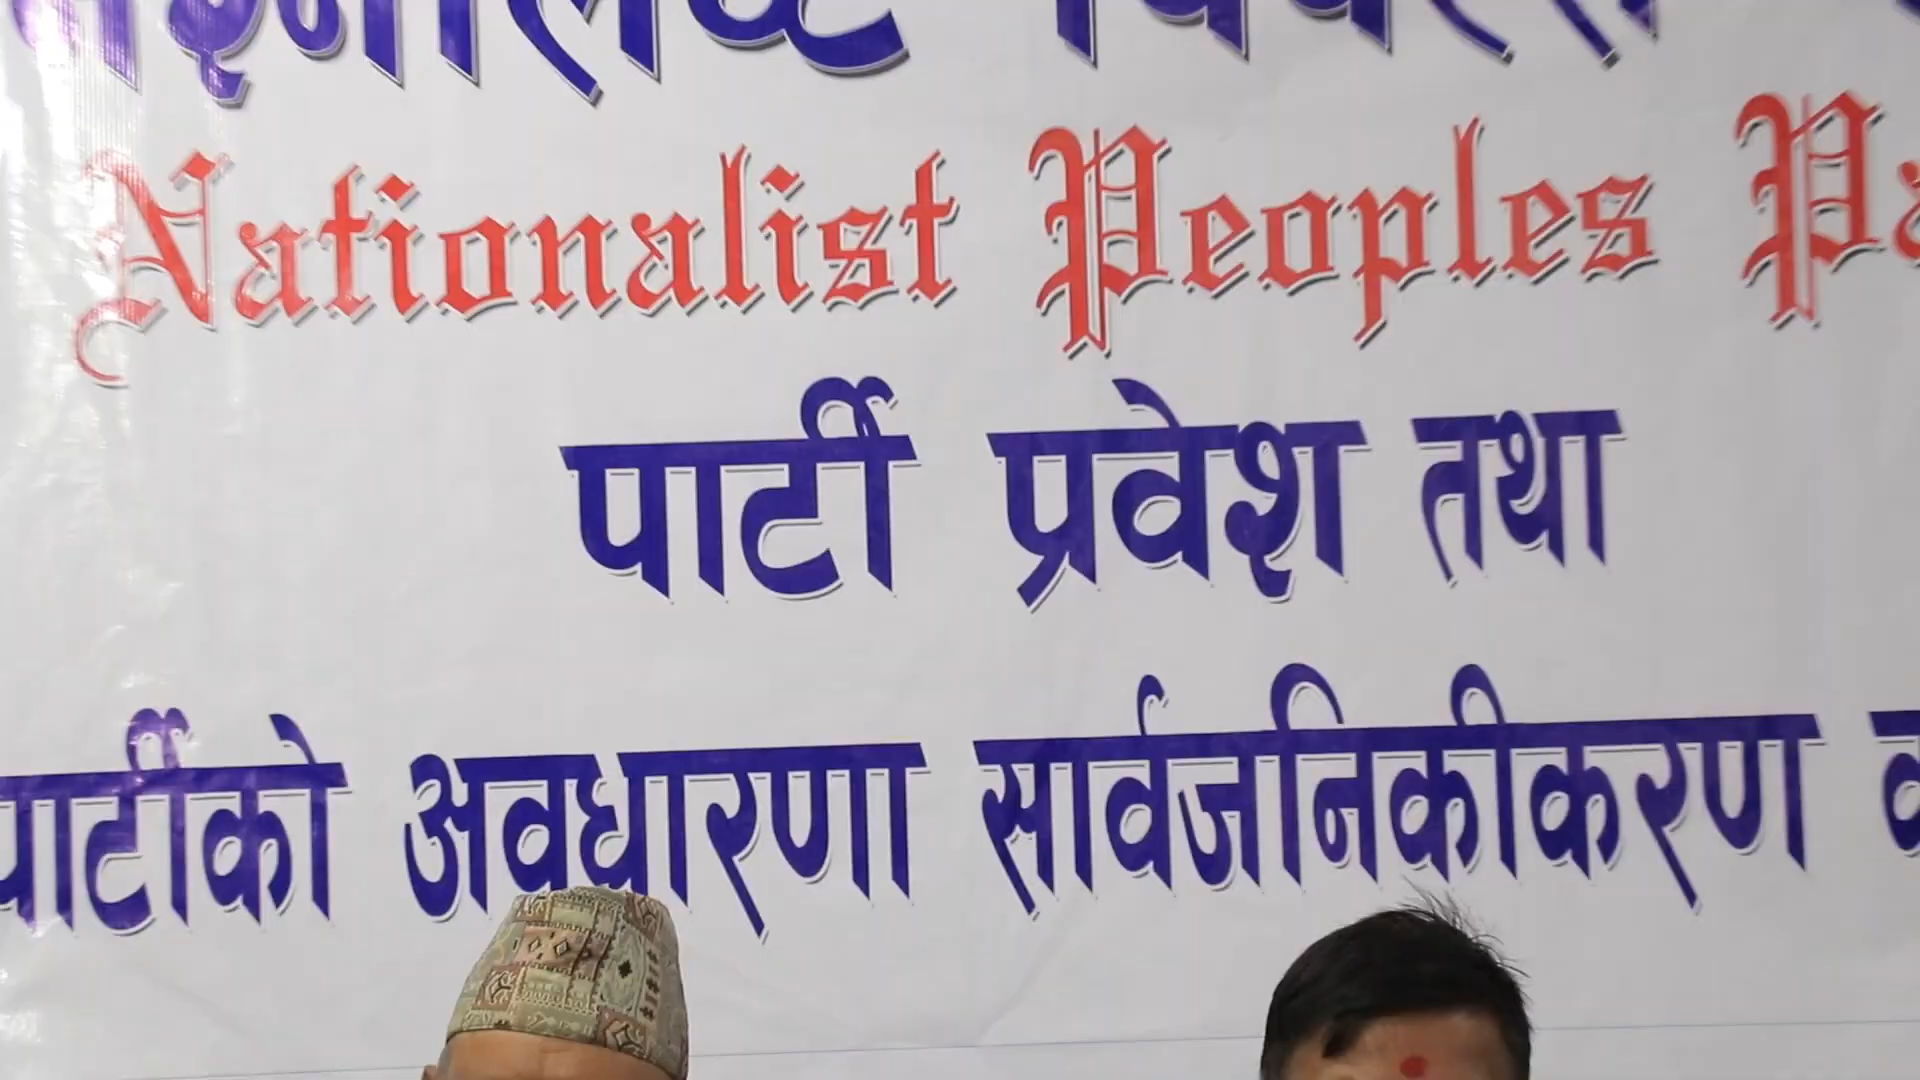 Nationalist Peoples
पार्टी प्रवेश तथा
पार्टीको अवधारणा सार्वजनिकीकरण